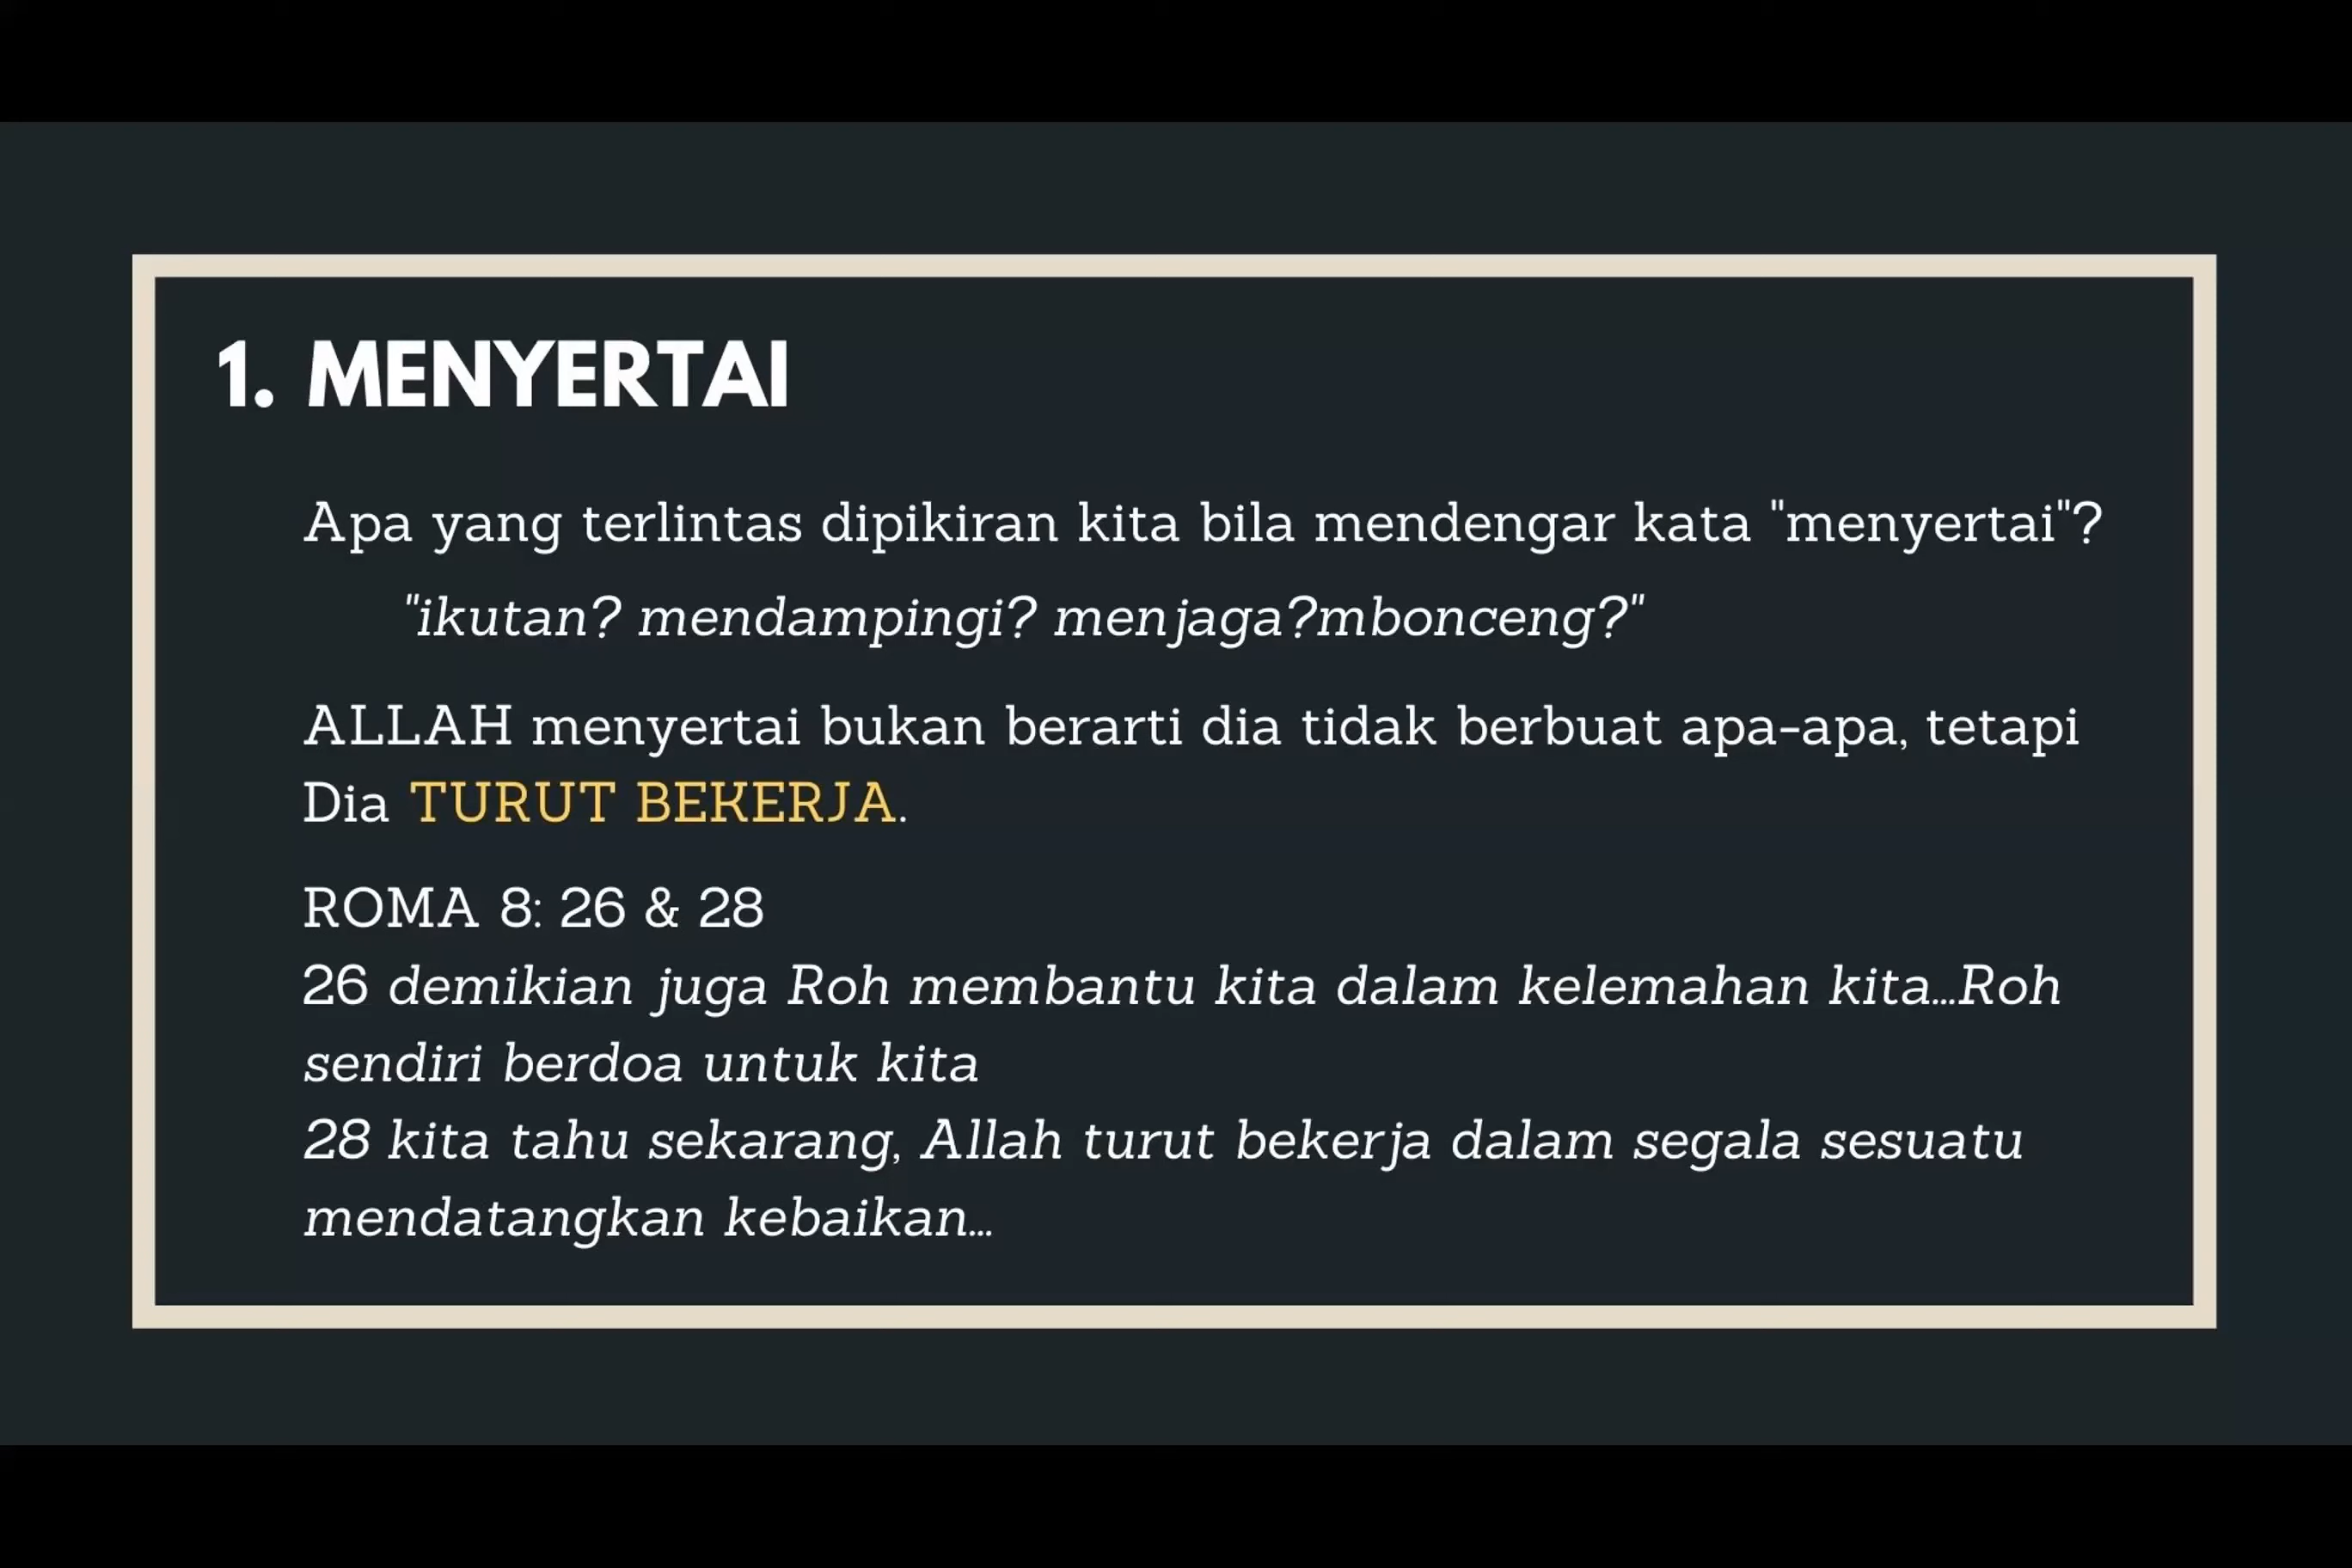 1. MENYERTAI
Apa yang terlintas dipikiran kita bila mendengar kata "menyertai"?
"ikutan? mendampingi? menjaga?mbonceng?"
ALLAH menyertai bukan berarti dia tidak berbuat apa-apa, tetapi
Dia TURUT BEKERJA.
ROMA 8: 26 & 28
26 demikian juga Roh membantu kita dalam kelemahan kita...Roh
sendiri berdoa untuk kita
28 kita tahu sekarang, Allah turut bekerja dalam segala sesuatu
mendatangkan kebaikan...